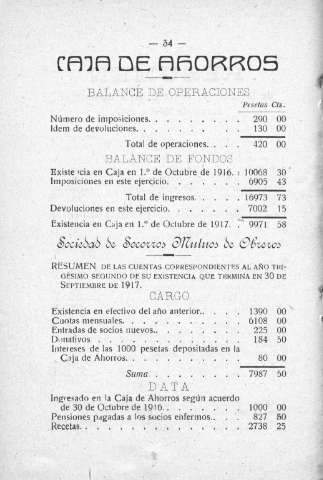 — 34 —
CAJA DE AHORROS
BALANCE DE OPERACIONES
Pesetas Cts.
Número de imposiciones. . . . . . . . . 290 00
Idem de devoluciones. . . . . . . . . . 130 00
Total de operaciones. . . . 420 00
BALANCE DE FONDOS
Existencia en Caja en 1.º de Octubre de 1916. 10068 30
Imposiciones en este ejercicio. . . . . . . 6905 43
Total de ingresos. . . . . 16973 73
Devoluciones en este ejercicio. . . . . . . 7002 15
Existencia en Caja en 1.º de Octubre de 1917. 9971 58
Sociedad de Socorros Mutuos de Obreros
RESUMEN DE LAS CUENTAS CORRESPONDIENTES AL AÑO TRI-
GÉSIMO SEGUNDO DE SU EXISTENCIA, QUE TERMINA EN 30 DE
SEPTIEMBRE DE 1917.
CARGO
Existencia en efectivo del año anterior.. . . . 1390 00
Cuotas mensuales. . . . . . . . . . . 6108 00
Entradas de socios nuevos.. . . . . . . . 225 00
Donativos . . . . . . . . . . . . . 184 50
Intereses de las 1000 pesetas depositadas en la
Caja de Ahorros. . . . . . . . . . 80 00
Suma . . . . . . . 7987 50
DATA
Ingresado en la Caja de Ahorros según acuerdo
de 30 de Octubre de 1916. . . . . . . 1000 00
Pensiones pagadas a los socios enfermos.. . . 827 80
Recetas. . . . . . . . . . . . . . 2738 25